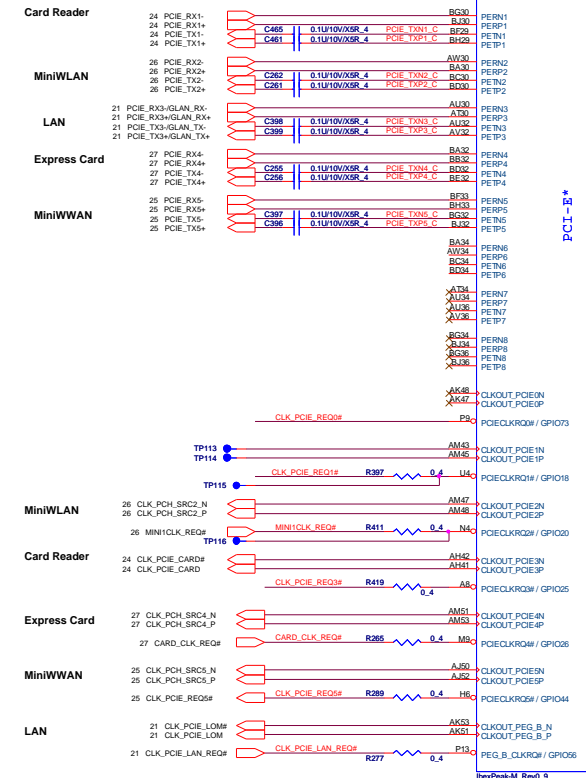 Card Reader
24 PCIE_RX1- BG30 PERN1
24 PCIE_RX1+ BJ30 PERP1
24 PCIE_TX1- C465 0.1U/10V/X5R_4 PCIE_TXN1_C BF29 PETN1
24 PCIE_TX1+ C461 0.1U/10V/X5R_4 PCIE_TXP1_C BH29 PETP1
26 PCIE_RX2- AW30 PERN2
26 PCIE_RX2+ BA30 PERP2
MiniWLAN 26 PCIE_TX2- C262 0.1U/10V/X5R_4 PCIE_TXN2_C BC30 PETN2
26 PCIE_TX2+ C261 0.1U/10V/X5R_4 PCIE_TXP2_C BD30 PETP2
21 PCIE_RX3-/GLAN_RX- AU30 PERN3
21 PCIE_RX3+/GLAN_RX+ AT30 PERP3
LAN 21 PCIE_TX3-/GLAN_TX- C398 0.1U/10V/X5R_4 PCIE_TXN3_C AU32 PETN3
21 PCIE_TX3+/GLAN_TX+ C399 0.1U/10V/X5R_4 PCIE_TXP3_C AV32 PETP3
Express Card 27 PCIE_RX4- BA32 PERN4
27 PCIE_RX4+ BB32 PERP4
27 PCIE_TX4- C255 0.1U/10V/X5R_4 PCIE_TXN4_C BD32 PETN4
27 PCIE_TX4+ C256 0.1U/10V/X5R_4 PCIE_TXP4_C BE32 PETP4
25 PCIE_RX5- BF33 PERN5
25 PCIE_RX5+ BH33 PERP5
MiniWWAN 25 PCIE_TX5- C397 0.1U/10V/X5R_4 PCIE_TXN5_C BG32 PETN5
25 PCIE_TX5+ C396 0.1U/10V/X5R_4 PCIE_TXP5_C BJ32 PETP5
PCI-E*
BA34 PERN6
AW34 PERP6
BC34 PETN6
BD34 PETP6
AT34 PERN7
AU34 PERP7
AU36 PETN7
AV36 PETP7
BG34 PERN8
BJ34 PERP8
BG36 PETN8
BJ36 PETP8
AK48 CLKOUT_PCIE0N
AK47 CLKOUT_PCIE0P
CLK_PCIE_REQ0# P9 PCIECLKRQ0# / GPIO73
TP113 AM43 CLKOUT_PCIE1N
TP114 AM45 CLKOUT_PCIE1P
CLK_PCIE_REQ1# R397 0_4 U4 PCIECLKRQ1# / GPIO18
TP115
MiniWLAN 26 CLK_PCH_SRC2_N AM47 CLKOUT_PCIE2N
26 CLK_PCH_SRC2_P AM48 CLKOUT_PCIE2P
26 MINI1CLK_REQ# MINI1CLK_REQ# R411 0_4 N4 PCIECLKRQ2# / GPIO20
TP116
Card Reader 24 CLK_PCIE_CARD# AH42 CLKOUT_PCIE3N
24 CLK_PCIE_CARD AH41 CLKOUT_PCIE3P
CLK_PCIE_REQ3# R419 0_4 A8 PCIECLKRQ3# / GPIO25
Express Card 27 CLK_PCH_SRC4_N AM51 CLKOUT_PCIE4N
27 CLK_PCH_SRC4_P AM53 CLKOUT_PCIE4P
27 CARD_CLK_REQ# CARD_CLK_REQ# R265 0_4 M9 PCIECLKRQ4# / GPIO26
MiniWWAN 25 CLK_PCH_SRC5_N AJ50 CLKOUT_PCIE5N
25 CLK_PCH_SRC5_P AJ52 CLKOUT_PCIE5P
25 CLK_PCIE_REQ5# CLK_PCIE_REQ5# R289 0_4 H6 PCIECLKRQ5# / GPIO44
LAN 21 CLK_PCIE_LOM# AK53 CLKOUT_PEG_B_N
21 CLK_PCIE_LOM AK51 CLKOUT_PEG_B_P
21 CLK_PCIE_LAN_REQ# CLK_PCIE_LAN_REQ# R277 0_4 P13 PEG_B_CLKRQ# / GPIO56
IbexPeak-M_Rev0_9